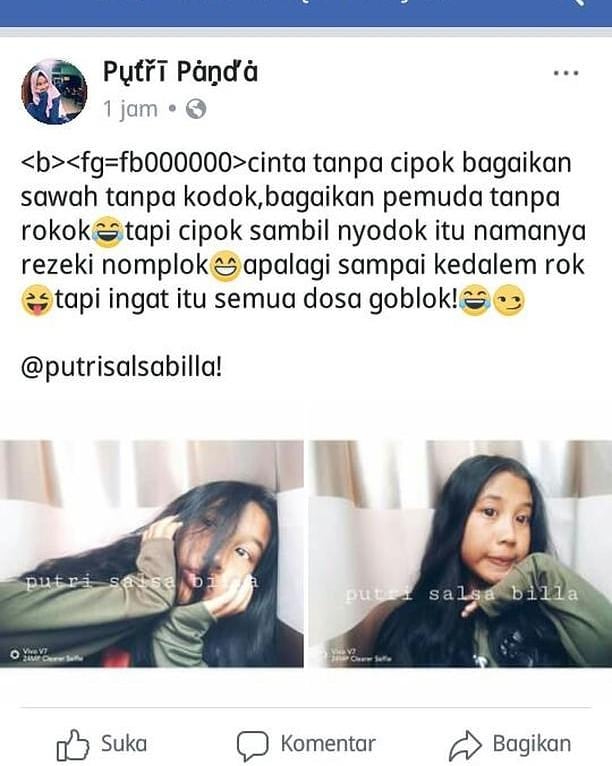 Pųťřī Pảņďả
1 jam
<b><fg=fb000000>cinta tanpa cipok bagaikan
sawah tanpa kodok,bagaikan pemuda tanpa
rokok😂tapi cipok sambil nyodok itu namanya
rezeki nomplok😁apalagi sampai kedalem rok
😝tapi ingat itu semua dosa goblok!😂😏
@putrisalsabilla!
putri salsa billa
putri salsa billa
Vivo V7
24MP Clearer Selfie
Vivo V7
24MP Clearer Selfie
Suka
Komentar
Bagikan